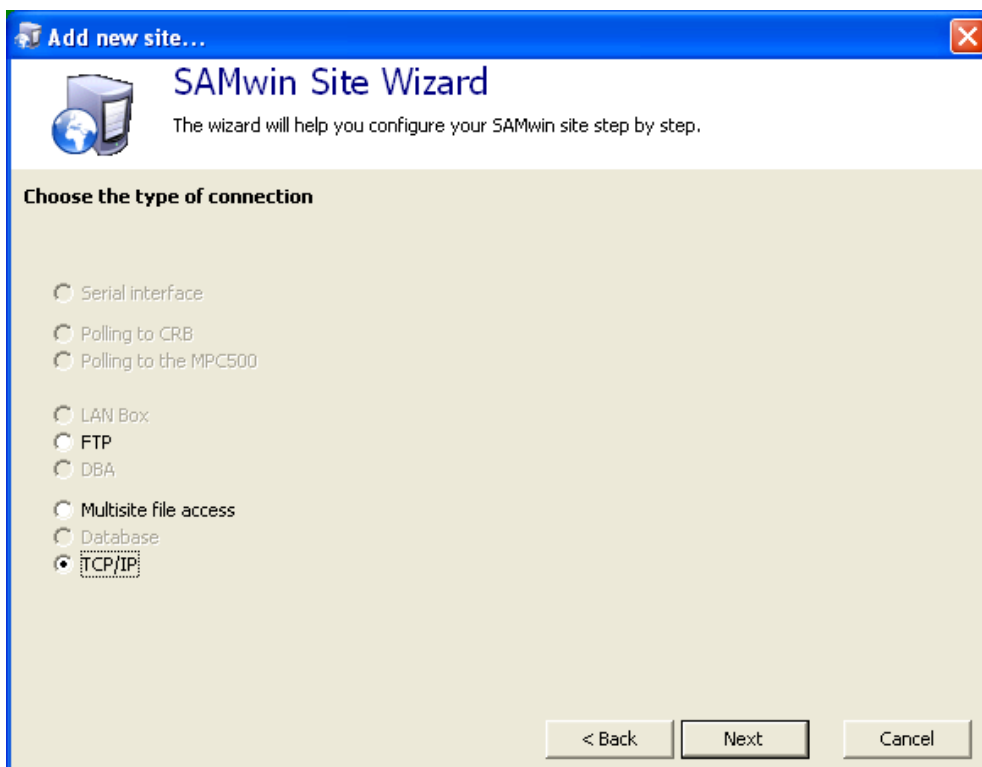 Add new site...
SAMwin Site Wizard
The wizard will help you configure your SAMwin site step by step.
Choose the type of connection
Serial interface
Polling to CRB
Polling to the MPC500
LAN Box
FTP
DBA
Multisite file access
Database
TCP/IP
< Back Next Cancel